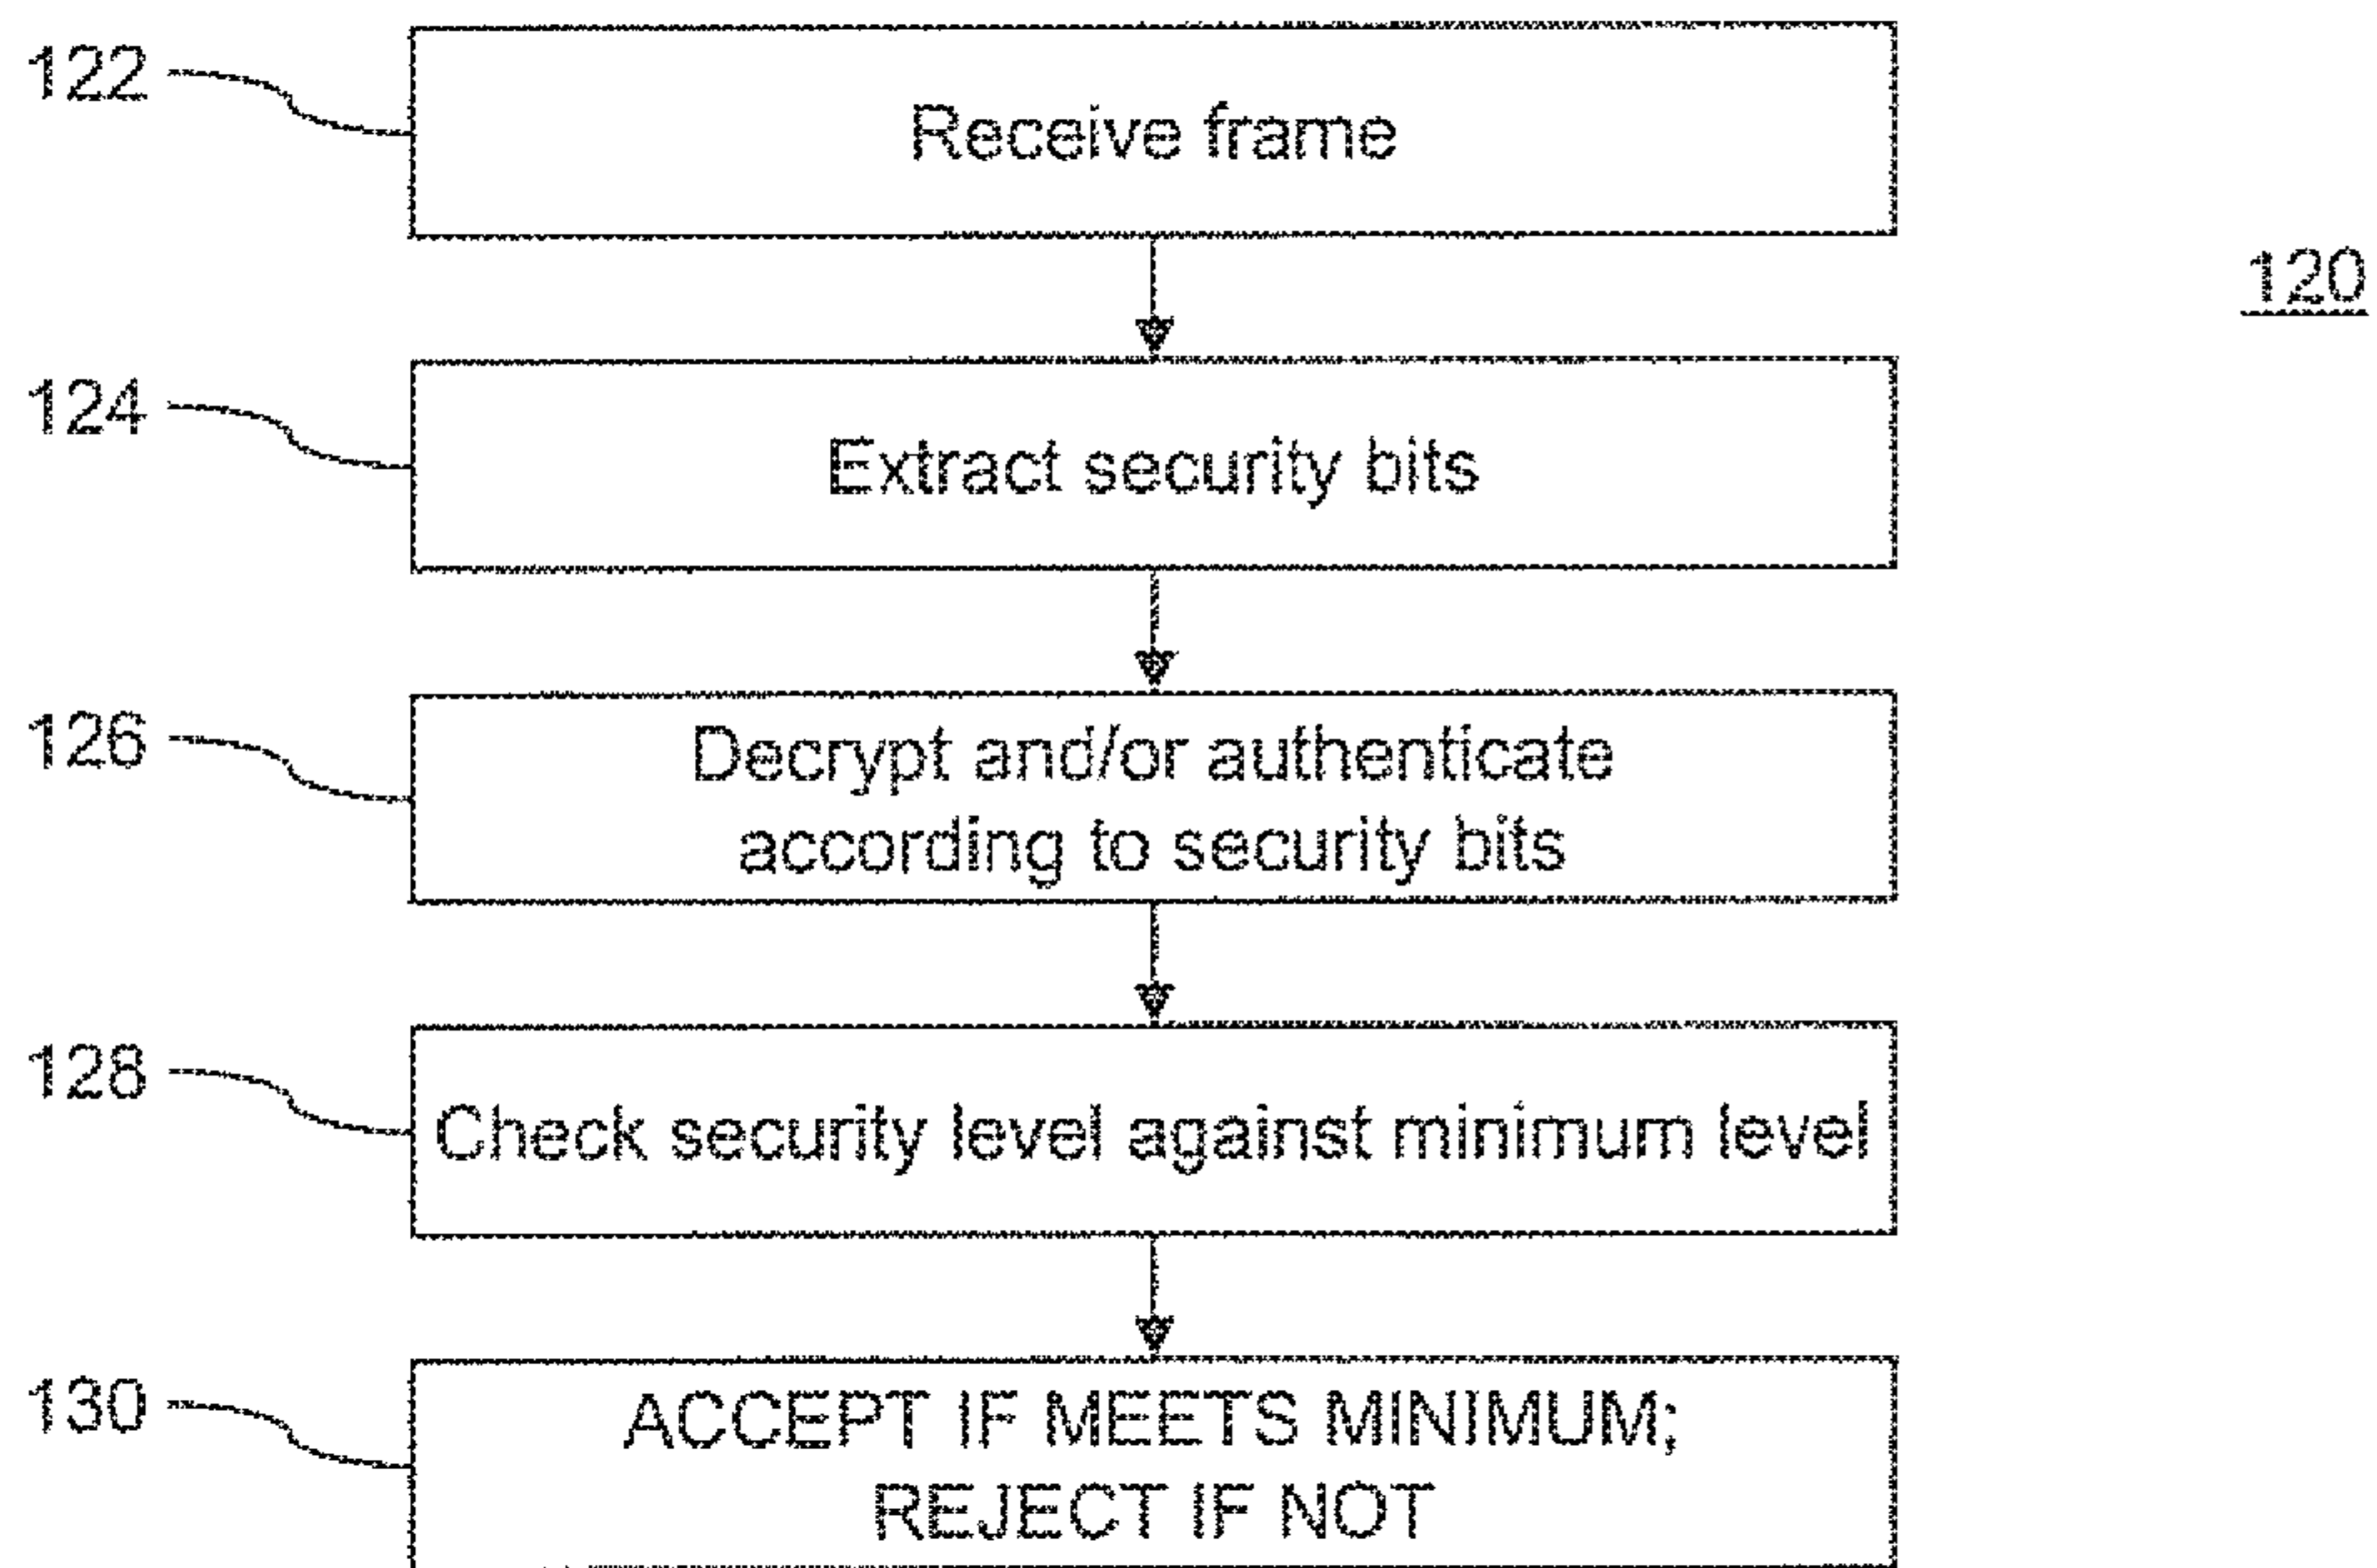 122
Receive frame
120
124
Extract security bits
126
Decrypt and/or authenticate
according to security bits
128
Check security level against minimum level
130
ACCEPT IF MEETS MINIMUM;
REJECT IF NOT